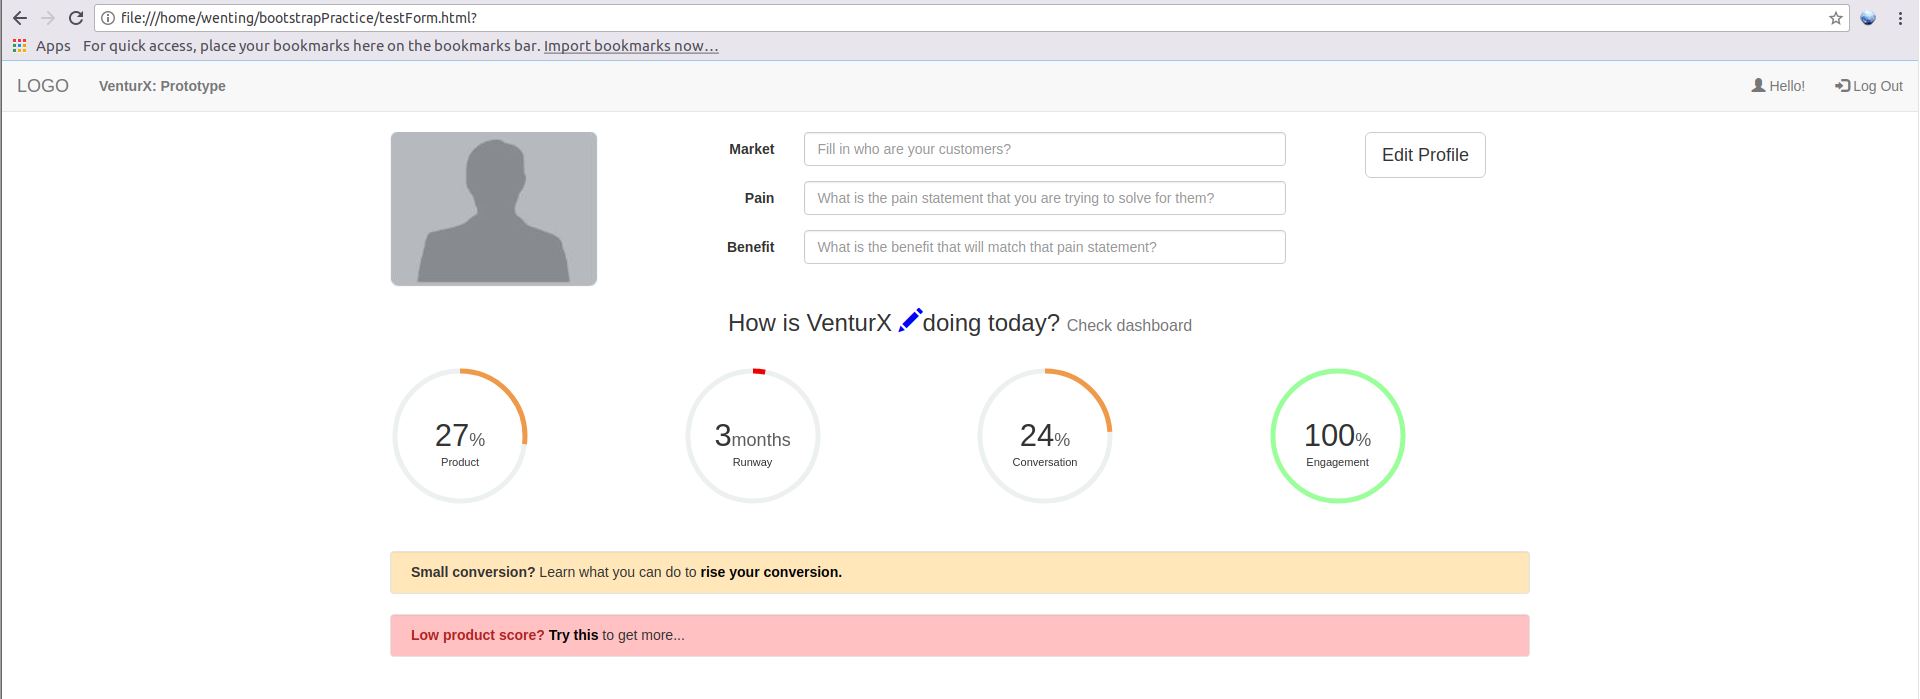 file:///home/wenting/bootstrapPractice/testForm.html?
Apps For quick access, place your bookmarks here on the bookmarks bar. Import bookmarks now...
LOGO VenturX: Prototype Hello! Log Out
Market Fill in who are your customers? Edit Profile
Pain What is the pain statement that you are trying to solve for them?
Benefit What is the benefit that will match that pain statement?
How is VenturX doing today? Check dashboard
27% 3months 24% 100%
Product Runway Conversation Engagement
Small conversion? Learn what you can do to rise your conversion.
Low product score? Try this to get more...